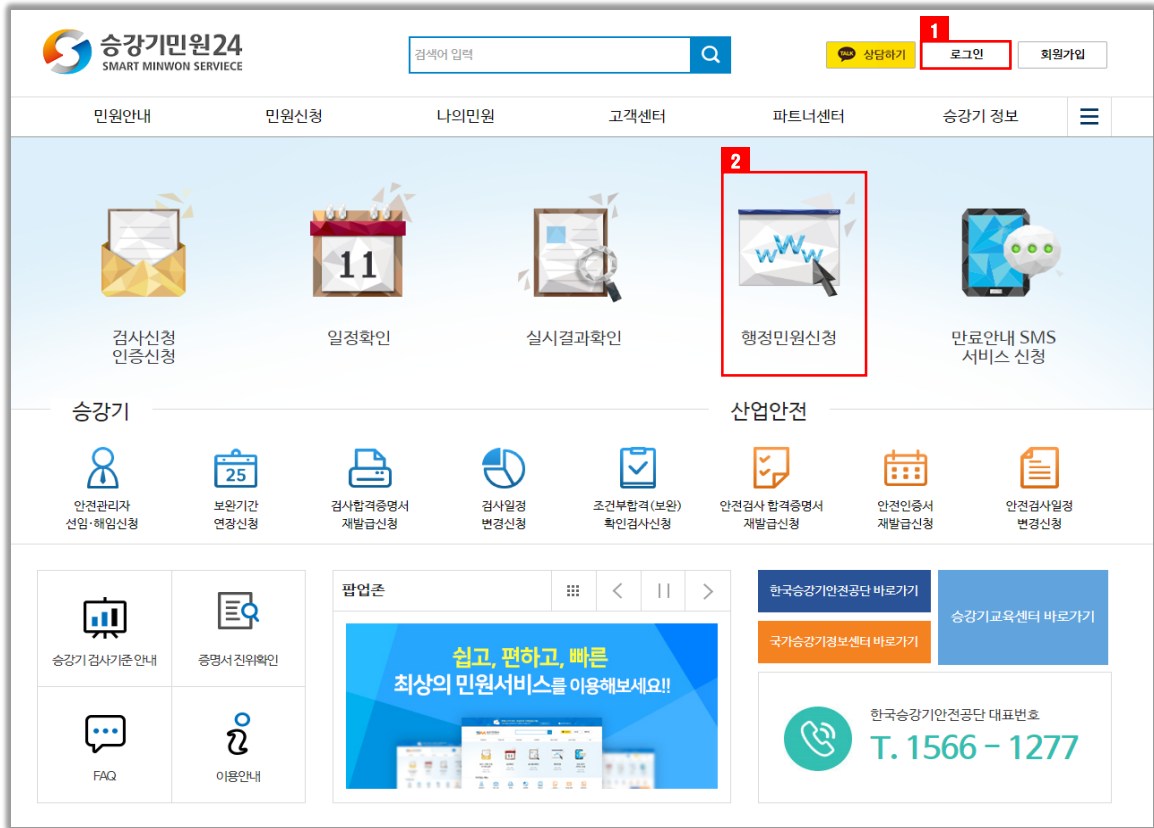 승강기민원24
SMART MINWON SERVIECE
검색어 입력
TALK 상담하기
1
로그인
회원가입
민원안내
민원신청
나의민원
고객센터
파트너센터
승강기 정보
2
11
www
검사신청
인증신청
일정확인
실시결과확인
행정민원신청
만료안내 SMS
서비스 신청
승강기
산업안전
25
안전관리자
선임·해임신청
보완기간
연장신청
검사합격증명서
재발급신청
검사일정
변경신청
조건부합격(보완)
확인검사신청
안전검사 합격증명서
재발급신청
안전인증서
재발급신청
안전검사일정
변경신청
승강기 검사기준 안내
증명서 진위확인
FAQ
이용안내
팝업존
쉽고, 편하고, 빠른
최상의 민원서비스를 이용해보세요!!
한국승강기안전공단 바로가기
국가승강기정보센터 바로가기
승강기교육센터 바로가기
한국승강기안전공단 대표번호
T. 1566 - 1277